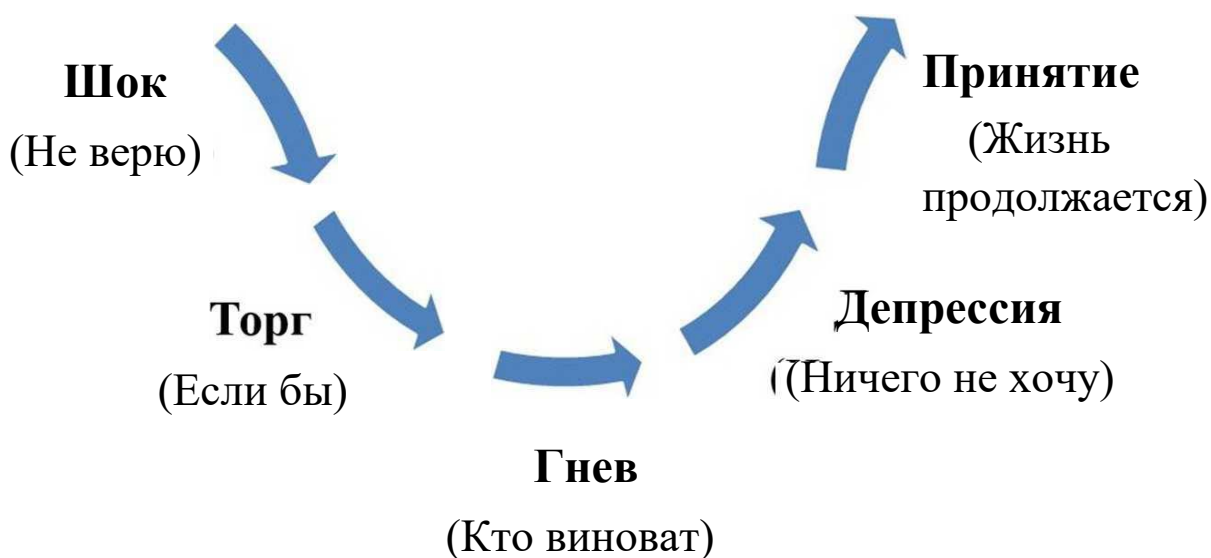 Шок
(Не верю)
Торг
(Если бы)
Гнев
(Кто виноват)
Депрессия
(Ничего не хочу)
Принятие
(Жизнь
продолжается)